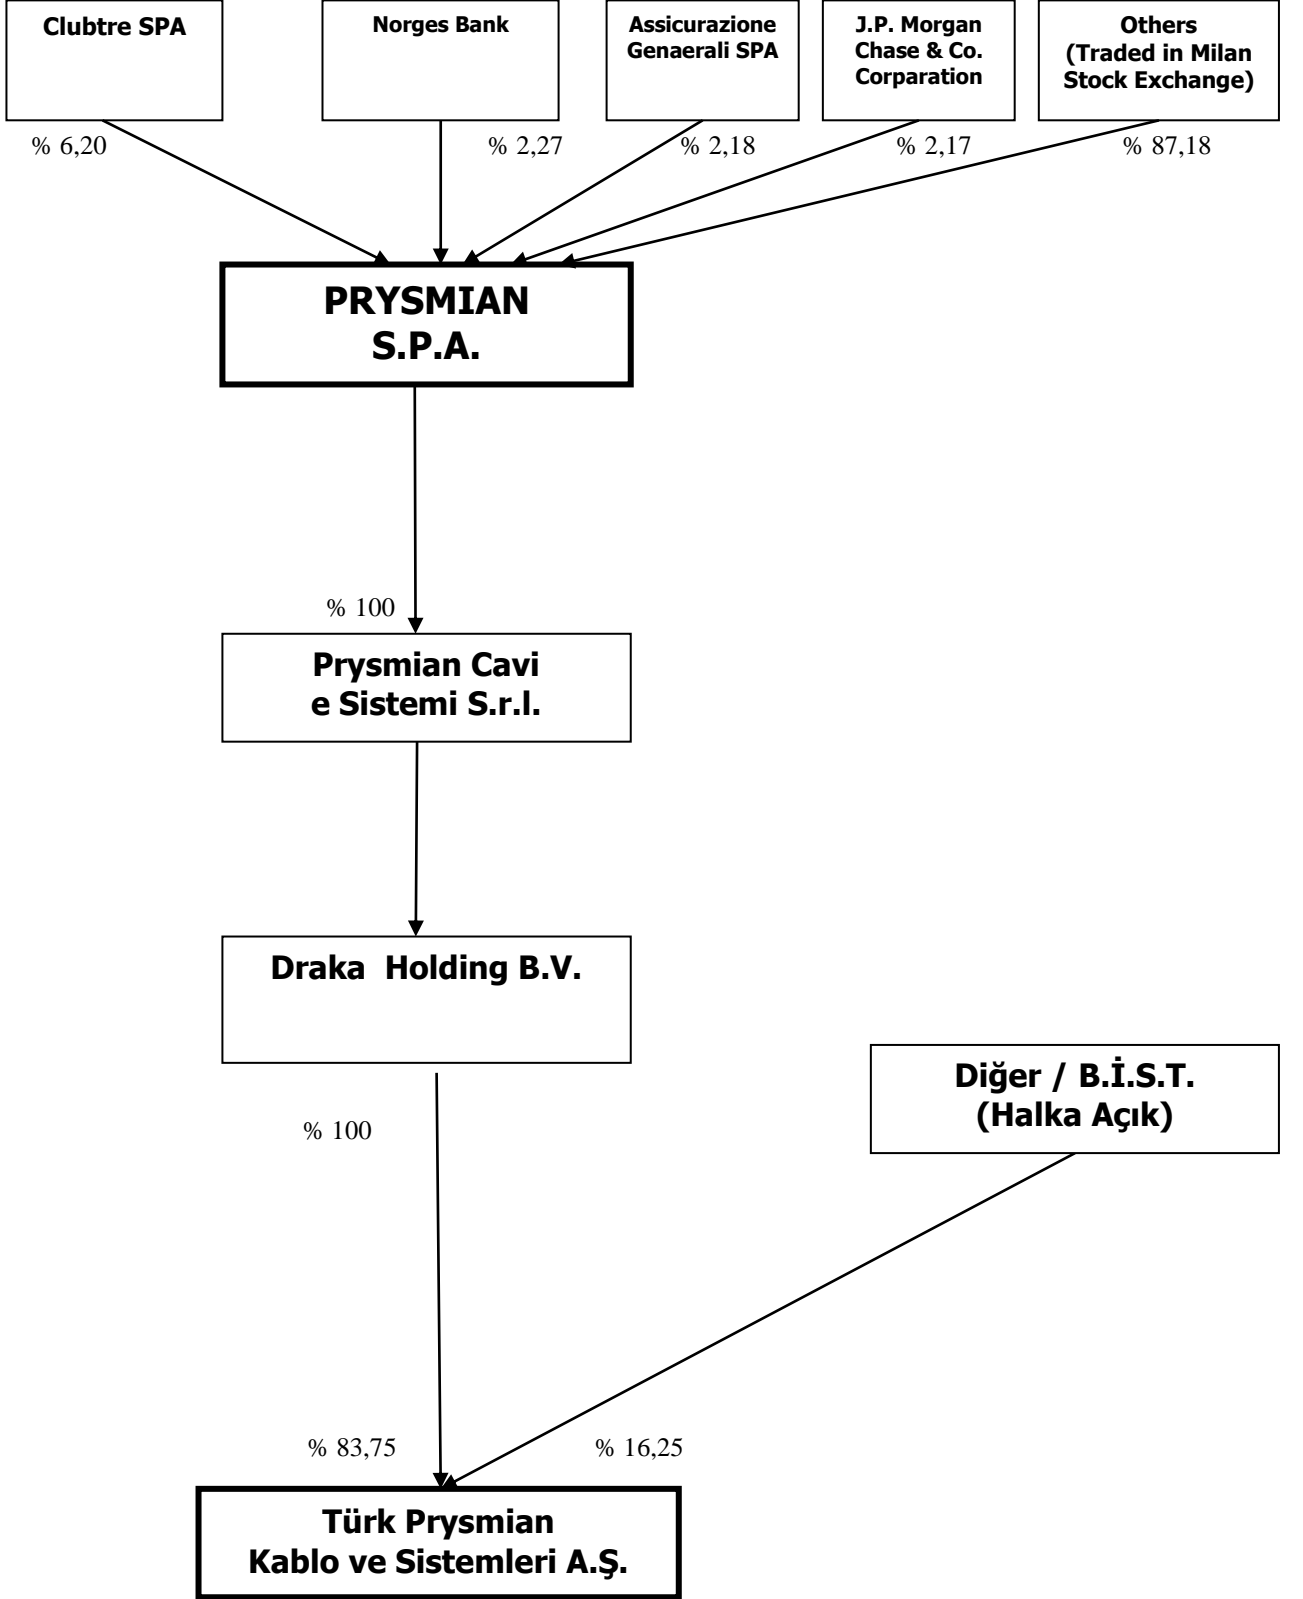 Clubtre SPA
Norges Bank
Assicurazione
Genaerali SPA
J.P. Morgan
Chase & Co.
Corparation
Others
(Traded in Milan
Stock Exchange)
% 6,20
% 2,27
% 2,18
% 2,17
% 87,18
PRYSMIAN
S.P.A.
% 100
Prysmian Cavi
e Sistemi S.r.l.
Draka Holding B.V.
Diğer / B.İ.S.T.
(Halka Açık)
% 100
% 83,75
% 16,25
Türk Prysmian
Kablo ve Sistemleri A.Ş.